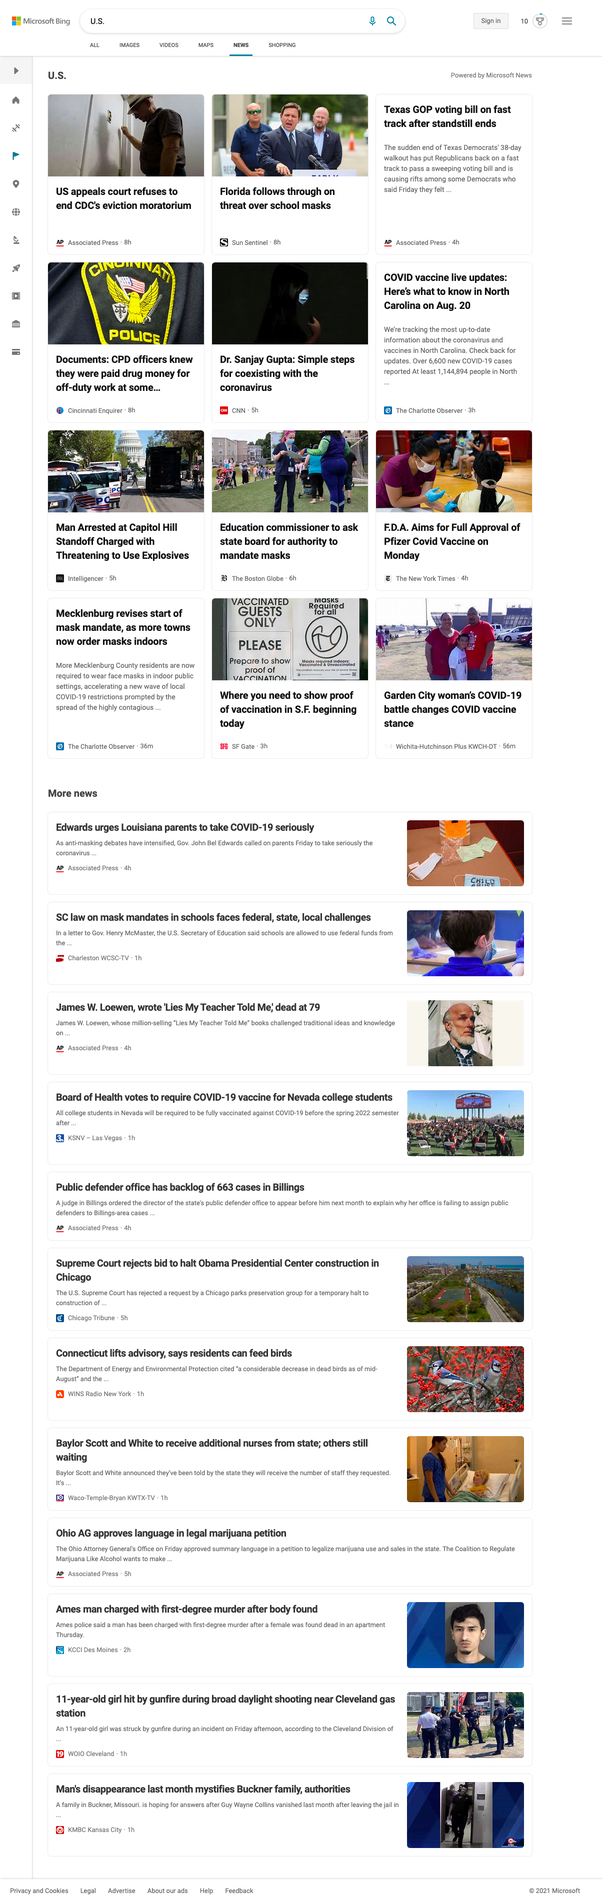 Microsoft Bing
U.S.
Sign in
10
ALL
IMAGES
VIDEOS
MAPS
NEWS
SHOPPING
U.S.
Powered by Microsoft News
US appeals court refuses to
end CDC's eviction moratorium
AP Associated Press · 8h
Florida follows through on
threat over school masks
Sun Sentinel · 8h
Texas GOP voting bill on fast
track after standstill ends
The sudden end of Texas Democrats' 38-day
walkout has put Republicans back on a fast
track to pass a sweeping voting bill and is
causing rifts among some Democrats who
said Friday they felt ...
AP Associated Press · 4h
CINCINNATI
POLICE
Documents: CPD officers knew
they were paid drug money for
off-duty work at some...
Cincinnati Enquirer · 8h
Dr. Sanjay Gupta: Simple steps
for coexisting with the
coronavirus
CNN · 5h
COVID vaccine live updates:
Here's what to know in North
Carolina on Aug. 20
We're tracking the most up-to-date
information about the coronavirus and
vaccines in North Carolina. Check back for
updates. Over 6,600 new COVID-19 cases
reported At least 1,144,894 people in North
...
The Charlotte Observer · 3h
Man Arrested at Capitol Hill
Standoff Charged with
Threatening to Use Explosives
Intelligencer · 5h
Education commissioner to ask
state board for authority to
mandate masks
The Boston Globe · 6h
F.D.A. Aims for Full Approval of
Pfizer Covid Vaccine on
Monday
The New York Times · 4h
Mecklenburg revises start of
mask mandate, as more towns
now order masks indoors
More Mecklenburg County residents are now
required to wear face masks in indoor public
settings, accelerating a new wave of local
COVID-19 restrictions prompted by the
spread of the highly contagious ...
The Charlotte Observer · 36m
VACCINATED
GUESTS
ONLY
PLEASE
Prepare to show
proof of
VACCINATION
Masks
Required
for all
Where you need to show proof
of vaccination in S.F. beginning
today
SF Gate · 3h
Garden City woman's COVID-19
battle changes COVID vaccine
stance
Wichita-Hutchinson Plus KWCH-DT · 56m
More news
Edwards urges Louisiana parents to take COVID-19 seriously
As anti-masking debates have intensified, Gov. John Bel Edwards called on parents Friday to take seriously the
coronavirus ...
AP Associated Press · 4h
SC law on mask mandates in schools faces federal, state, local challenges
In a letter to Gov. Henry McMaster, the U.S. Secretary of Education said schools are allowed to use federal funds from
the ...
Charleston WCSC-TV · 1h
James W. Loewen, wrote 'Lies My Teacher Told Me,' dead at 79
James W. Loewen, whose million-selling "Lies My Teacher Told Me" books challenged traditional ideas and knowledge
on ...
AP Associated Press · 4h
Board of Health votes to require COVID-19 vaccine for Nevada college students
All college students in Nevada will be required to be fully vaccinated against COVID-19 before the spring 2022 semester
after ...
KSNV – Las Vegas · 1h
Public defender office has backlog of 663 cases in Billings
A judge in Billings ordered the director of the state's public defender office to appear before him next month to explain why her office is failing to assign public
defenders to Billings-area cases ...
AP Associated Press · 4h
Supreme Court rejects bid to halt Obama Presidential Center construction in
Chicago
The U.S. Supreme Court has rejected a request by a Chicago parks preservation group for a temporary halt to
construction of ...
Chicago Tribune · 5h
Connecticut lifts advisory, says residents can feed birds
The Department of Energy and Environmental Protection cited "a considerable decrease in dead birds as of mid-
August" and the ...
WINS Radio New York · 1h
Baylor Scott and White to receive additional nurses from state; others still
waiting
Baylor Scott and White announced they've been told by the state they will receive the number of staff they requested.
It's ...
Waco-Temple-Bryan KWTX-TV · 1h
Ohio AG approves language in legal marijuana petition
The Ohio Attorney General's Office on Friday approved summary language in a petition to legalize marijuana use and sales in the state. The Coalition to Regulate
Marijuana Like Alcohol wants to make ...
AP Associated Press · 5h
Ames man charged with first-degree murder after body found
Ames police said a man has been charged with first-degree murder after a female was found dead in an apartment
Thursday.
KCCI Des Moines · 2h
11-year-old girl hit by gunfire during broad daylight shooting near Cleveland gas
station
An 11-year-old girl was struck by gunfire during an incident on Friday afternoon, according to the Cleveland Division of
...
WOIO Cleveland · 1h
Man's disappearance last month mystifies Buckner family, authorities
A family in Buckner, Missouri. is hoping for answers after Guy Wayne Collins vanished last month after leaving the jail in
...
KMBC Kansas City · 1h
Privacy and Cookies
Legal
Advertise
About our ads
Help
Feedback
© 2021 Microsoft